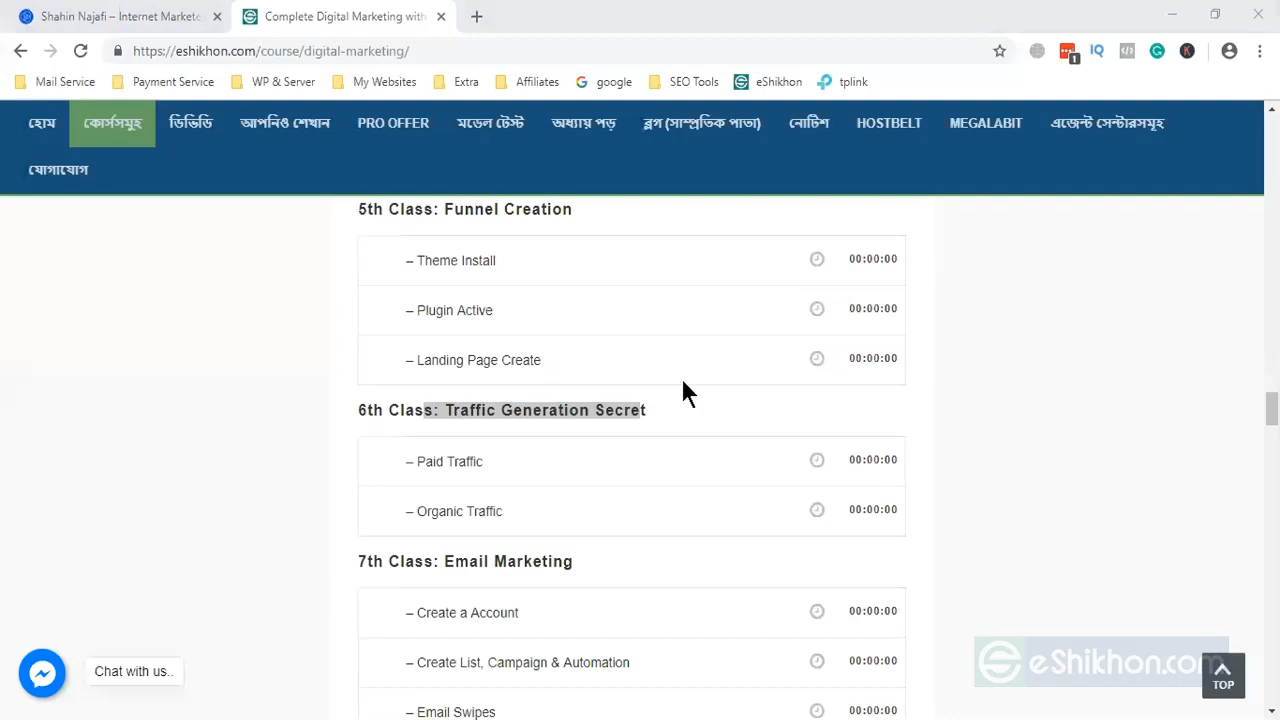 Shahin Najafi – Internet Markete
Complete Digital Marketing with
https://eshikhon.com/course/digital-marketing/
IQ
1
K
Mail Service
Payment Service
WP & Server
My Websites
Extra
Affiliates
google
SEO Tools
eShikhon
tplink
হোম
কোর্সসমূহ
ডিভিডি
আপনিও শেখান
PRO OFFER
মডেল টেস্ট
অধ্যায় পড়
ব্লগ (সাম্প্রতিক পাতা)
নোটিশ
HOSTBELT
MEGALABIT
এজেন্ট সেন্টারসমূহ
যোগাযোগ
5th Class: Funnel Creation
– Theme Install 00:00:00
– Plugin Active 00:00:00
– Landing Page Create 00:00:00
6th Class: Traffic Generation Secret
– Paid Traffic 00:00:00
– Organic Traffic 00:00:00
7th Class: Email Marketing
– Create a Account 00:00:00
– Create List, Campaign & Automation 00:00:00
– Email Swipes 00:00:00
Chat with us..
eShikhon.com
TOP